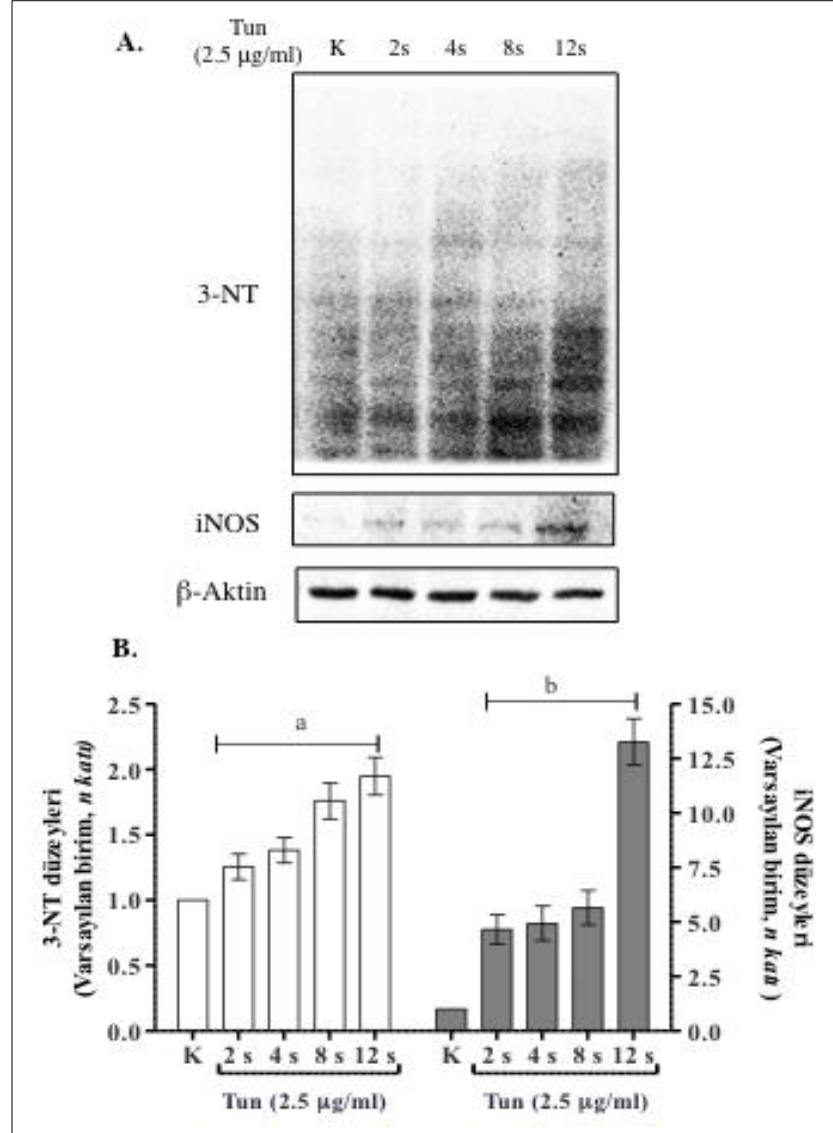 A.
Tun
(2.5 µg/ml)
K 2s 4s 8s 12s
3-NT
iNOS
β-Aktin
B.
3-NT düzeyleri
(Varsayılan birim, n katı)
2.5
2.0
1.5
1.0
0.5
0.0
a
b
15.0
12.5
10.0
7.5
5.0
2.5
0.0
iNOS düzeyleri
(Varsayılan birim, n katı )
K 2 s 4 s 8 s 12 s
K 2 s 4 s 8 s 12 s
Tun (2.5 µg/ml)
Tun (2.5 µg/ml)